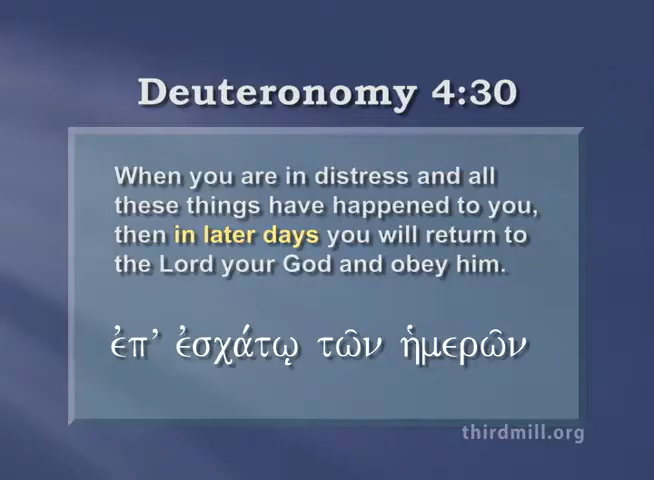 Deuteronomy 4:30
When you are in distress and all
these things have happened to you,
then in later days you will return to
the Lord your God and obey him.
ἐπ’ ἐσχάτῳ τῶν ἡμερῶν
thirdmill.org